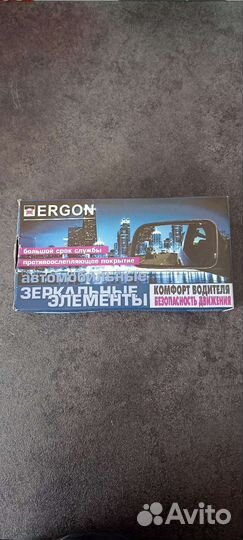 ERGON
большой срок службы
противоослепляющее покрытие
автомобильные
ЗЕРКАЛЬНЫЕ
ЭЛЕМЕНТЫ
КОМФОРТ ВОДИТЕЛЯ
БЕЗОПАСНОСТЬ ДВИЖЕНИЯ
Avito